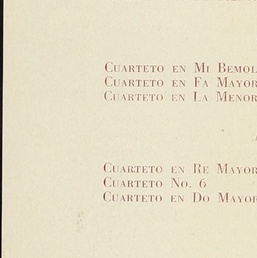 Cuarteto en Mi Bemol
Cuarteto en Fa Mayor
Cuarteto en La Menor
Cuarteto en Re Mayor
Cuarteto No. 6
Cuarteto en Do Mayor